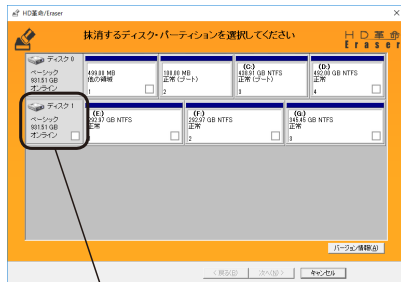 HD革命/Eraser
抹消するディスク・パーティションを選択してください
HD革命
Eraser
ディスク 0
ベーシック
931.51 GB
オンライン
499.00 MB
他の領域
1
100.00 MB
正常 (ブート)
2
(C:)
430.91 GB NTFS
正常 (ブート)
3
(D:)
492.00 GB NTFS
正常
4
ディスク 1
ベーシック
931.51 GB
オンライン
(E:)
292.97 GB NTFS
正常
(F:)
292.97 GB NTFS
正常
2
(G:)
345.45 GB NTFS
正常
3
バージョン情報(A)
< 戻る(B)
次へ(N) >
キャンセル